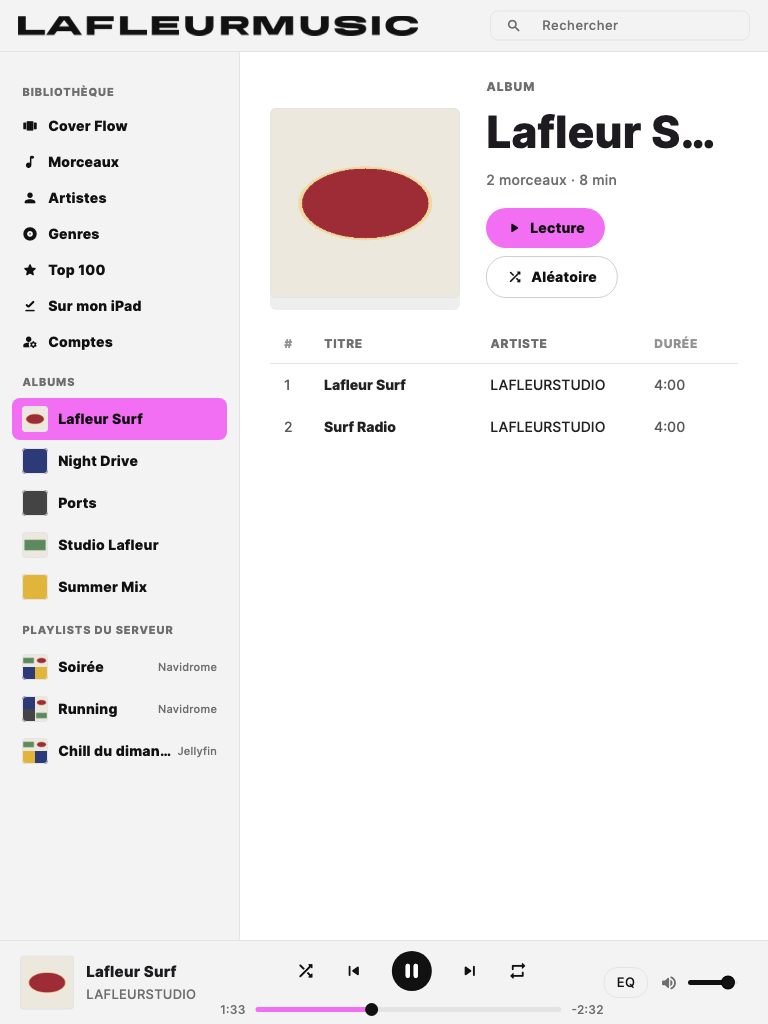 LAFLEURMUSIC
Rechercher
BIBLIOTHÈQUE
Cover Flow
Morceaux
Artistes
Genres
Top 100
Sur mon iPad
Comptes
ALBUMS
Lafleur Surf
Night Drive
Ports
Studio Lafleur
Summer Mix
PLAYLISTS DU SERVEUR
Soirée Navidrome
Running Navidrome
Chill du diman… Jellyfin
ALBUM
Lafleur S…
2 morceaux · 8 min
Lecture
Aléatoire
# TITRE ARTISTE DURÉE
1 Lafleur Surf LAFLEURSTUDIO 4:00
2 Surf Radio LAFLEURSTUDIO 4:00
Lafleur Surf
LAFLEURSTUDIO
1:33 -2:32
EQ